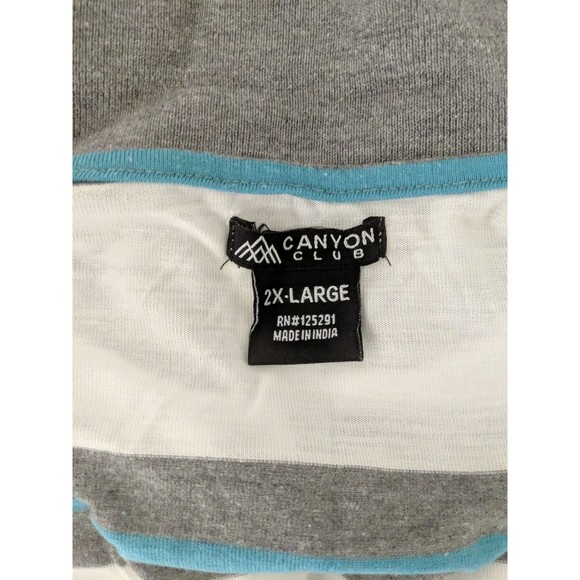 CANYON
CLUB
2X-LARGE
RN#125291
MADE IN INDIA